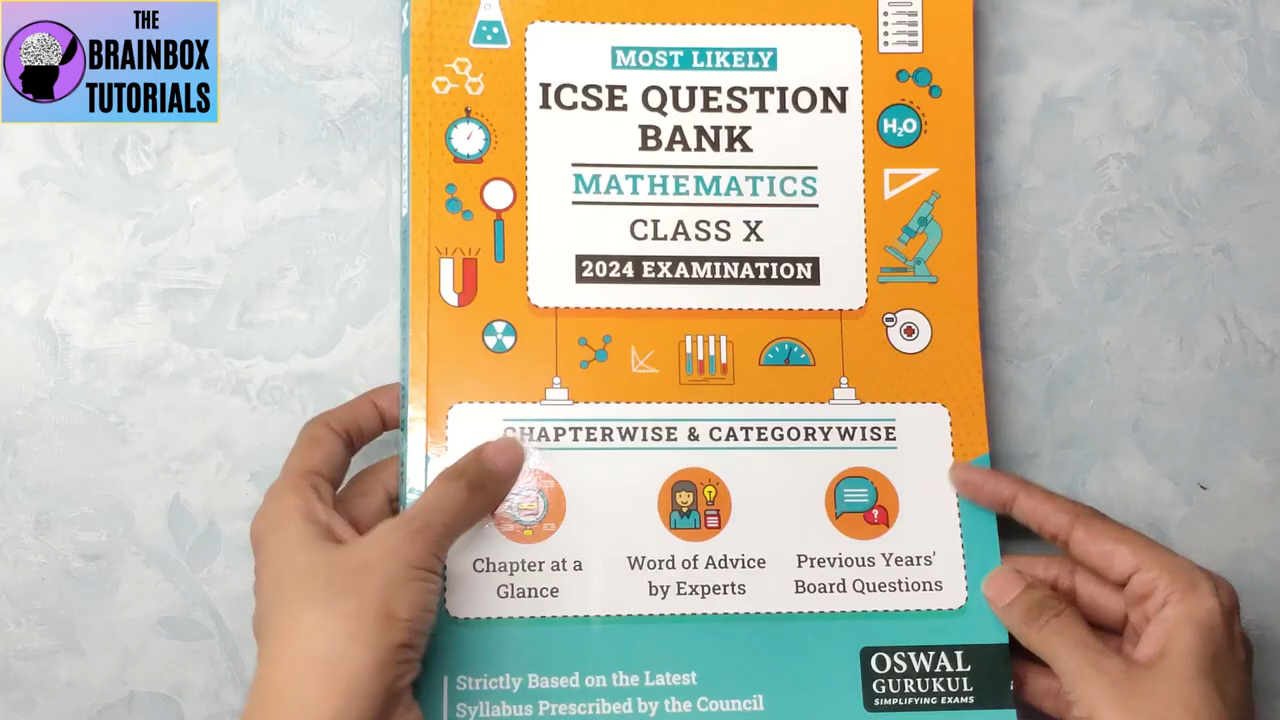 THE
BRAINBOX
TUTORIALS
MOST LIKELY
ICSE QUESTION
BANK
MATHEMATICS
CLASS X
2024 EXAMINATION
H₂O
CHAPTERWISE & CATEGORYWISE
Chapter at a
Glance
Word of Advice
by Experts
Previous Years'
Board Questions
Strictly Based on the Latest
Syllabus Prescribed by the Council
OSWAL
GURUKUL
SIMPLIFYING EXAMS